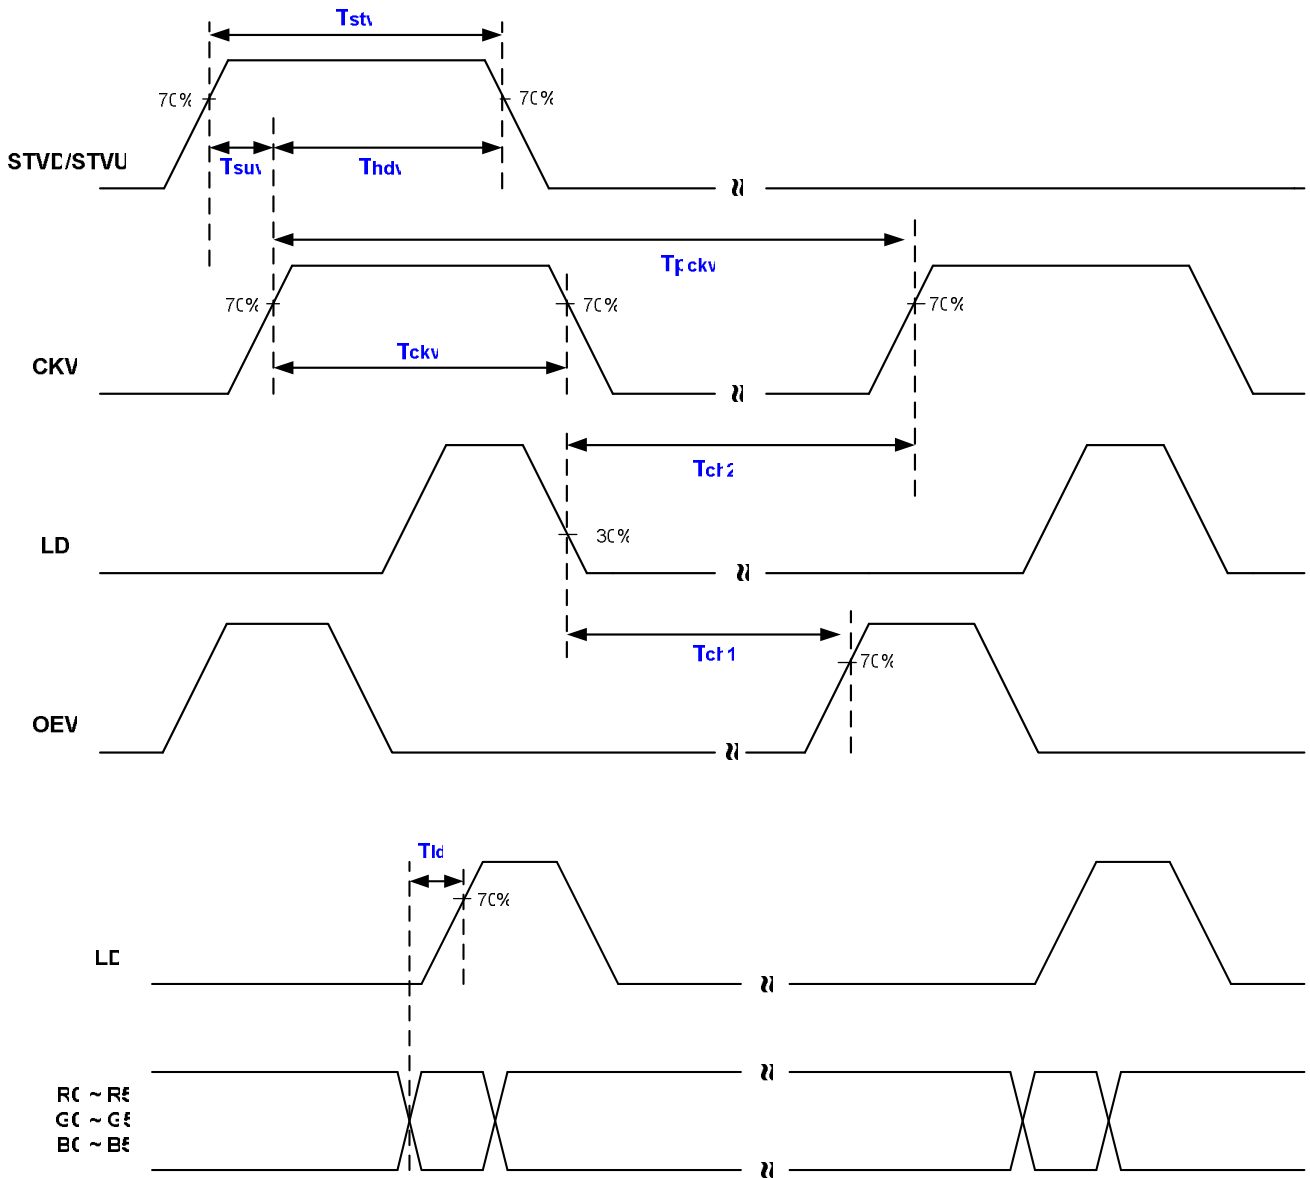 Tstv
70%
70%
STVD/STVU
Tsuv
Thdv
Tpckv
70%
70%
70%
CKV
Tckv
Tch2
LD
30%
Tch1
70%
OEV
Tld
70%
LD
R0 ~ R5
G0 ~ G5
B0 ~ B5